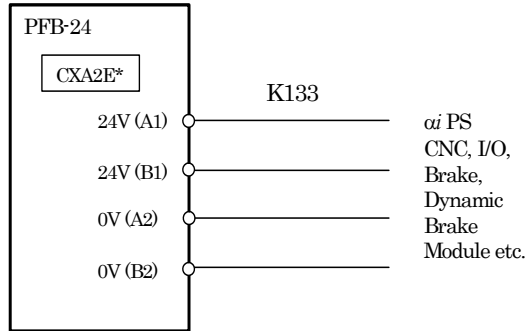 PFB-24
CXA2E*
K133
24V (A1)
24V (B1)
0V (A2)
0V (B2)
αi PS
CNC, I/O,
Brake,
Dynamic
Brake
Module etc.